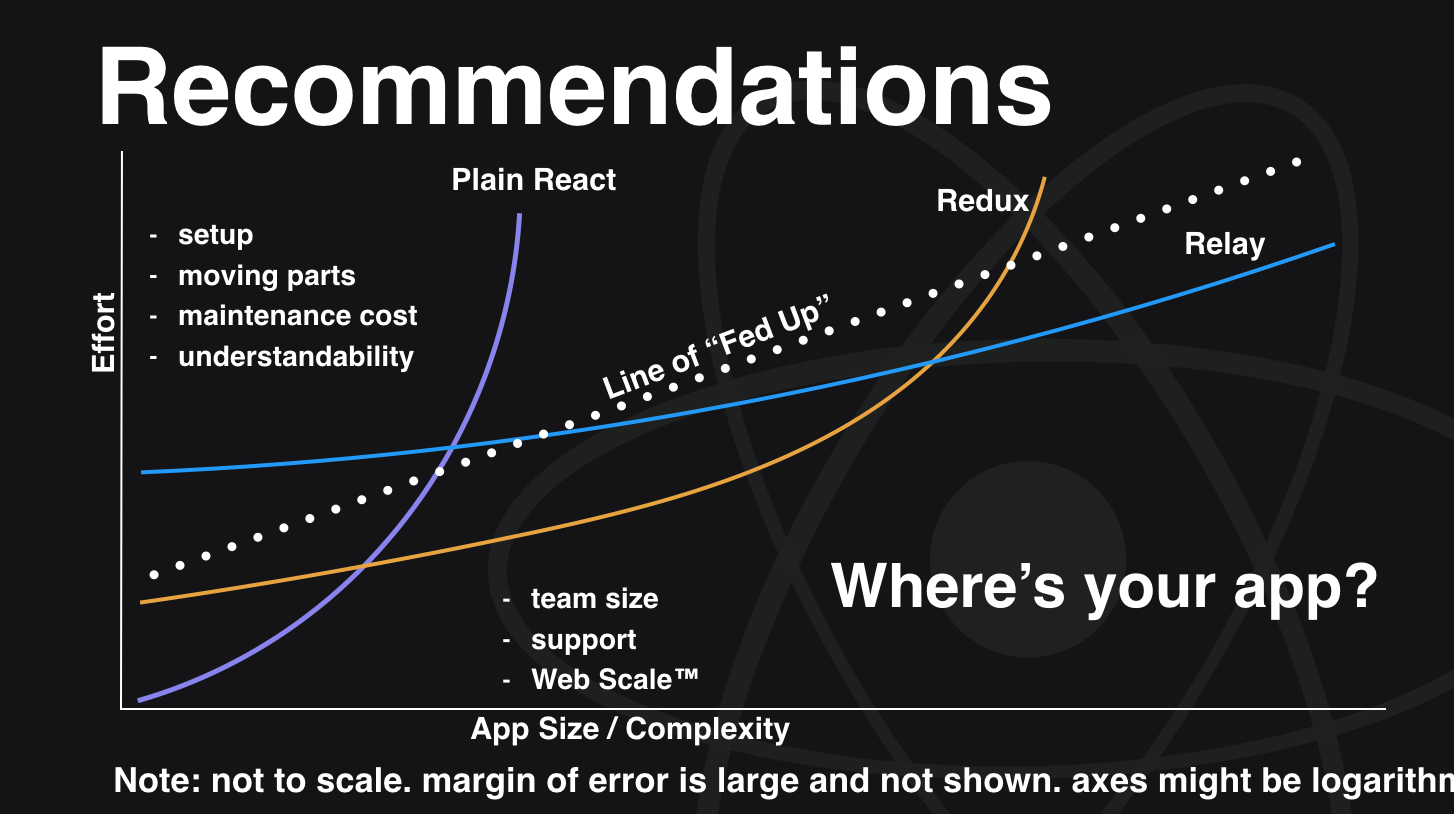 Recommendations
Plain React
- setup
- moving parts
- maintenance cost
- understandability
Effort
Redux
Relay
Line of “Fed Up”
Where’s your app?
- team size
- support
- Web Scale™
App Size / Complexity
Note: not to scale. margin of error is large and not shown. axes might be logarithm